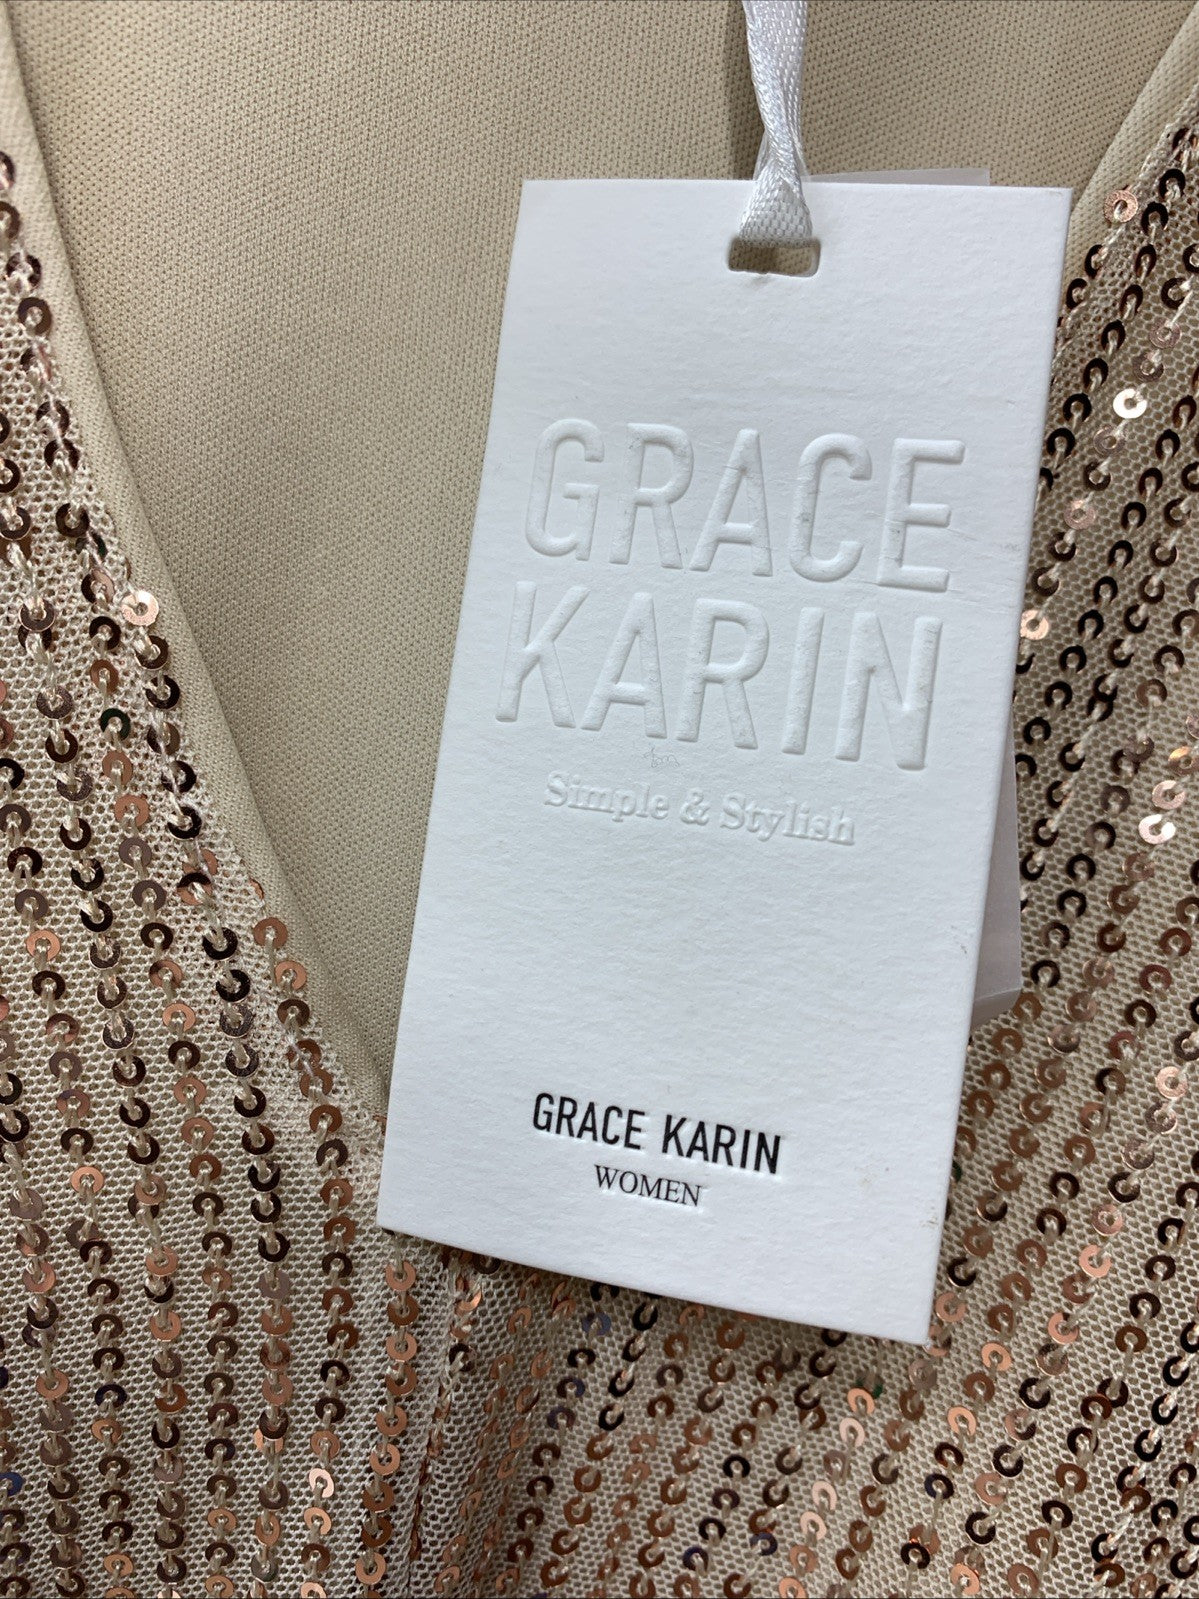 GRACE
KARIN
Simple & Stylish
GRACE KARIN
WOMEN